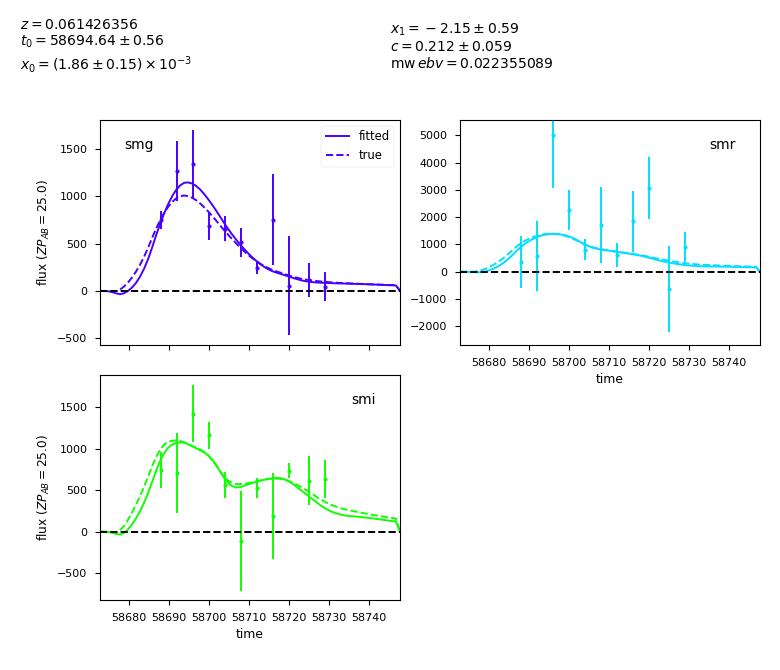 z = 0.061426356
t₀ = 58694.64 ± 0.56
x₀ = (1.86 ± 0.15) × 10⁻³
x₁ = −2.15 ± 0.59
c = 0.212 ± 0.059
mw ebv = 0.022355089
smg
fitted
true
1500
1000
500
0
−500
flux (ZP_AB = 25.0)
smr
5000
4000
3000
2000
1000
0
−1000
−2000
58680 58690 58700 58710 58720 58730 58740
time
smi
1500
1000
500
0
−500
flux (ZP_AB = 25.0)
58680 58690 58700 58710 58720 58730 58740
time